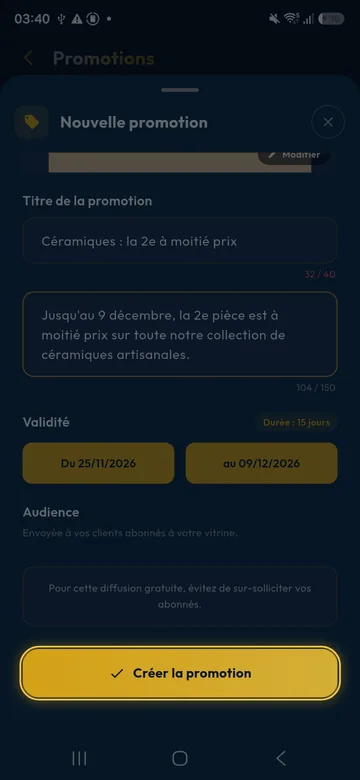 03:40
Promotions
Nouvelle promotion
Modifier
Titre de la promotion
Céramiques : la 2e à moitié prix
32 / 40
Jusqu'au 9 décembre, la 2e pièce est à
moitié prix sur toute notre collection de
céramiques artisanales.
104 / 150
Validité
Durée : 15 jours
Du 25/11/2026
au 09/12/2026
Audience
Envoyée à vos clients abonnés à votre vitrine.
Pour cette diffusion gratuite, évitez de sur-solliciter vos
abonnés.
Créer la promotion